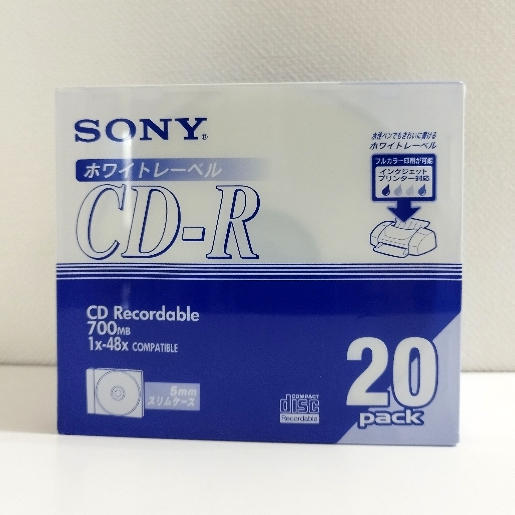 SONY®
ホワイトレーベル
CD-R
水性ペンでもきれいに書ける
ホワイトレーベル
フルカラー印刷が可能
インクジェット
プリンター対応
CD Recordable
700MB
1x-48x COMPATIBLE
5mm
スリムケース
COMPACT
disc
Recordable
20
pack